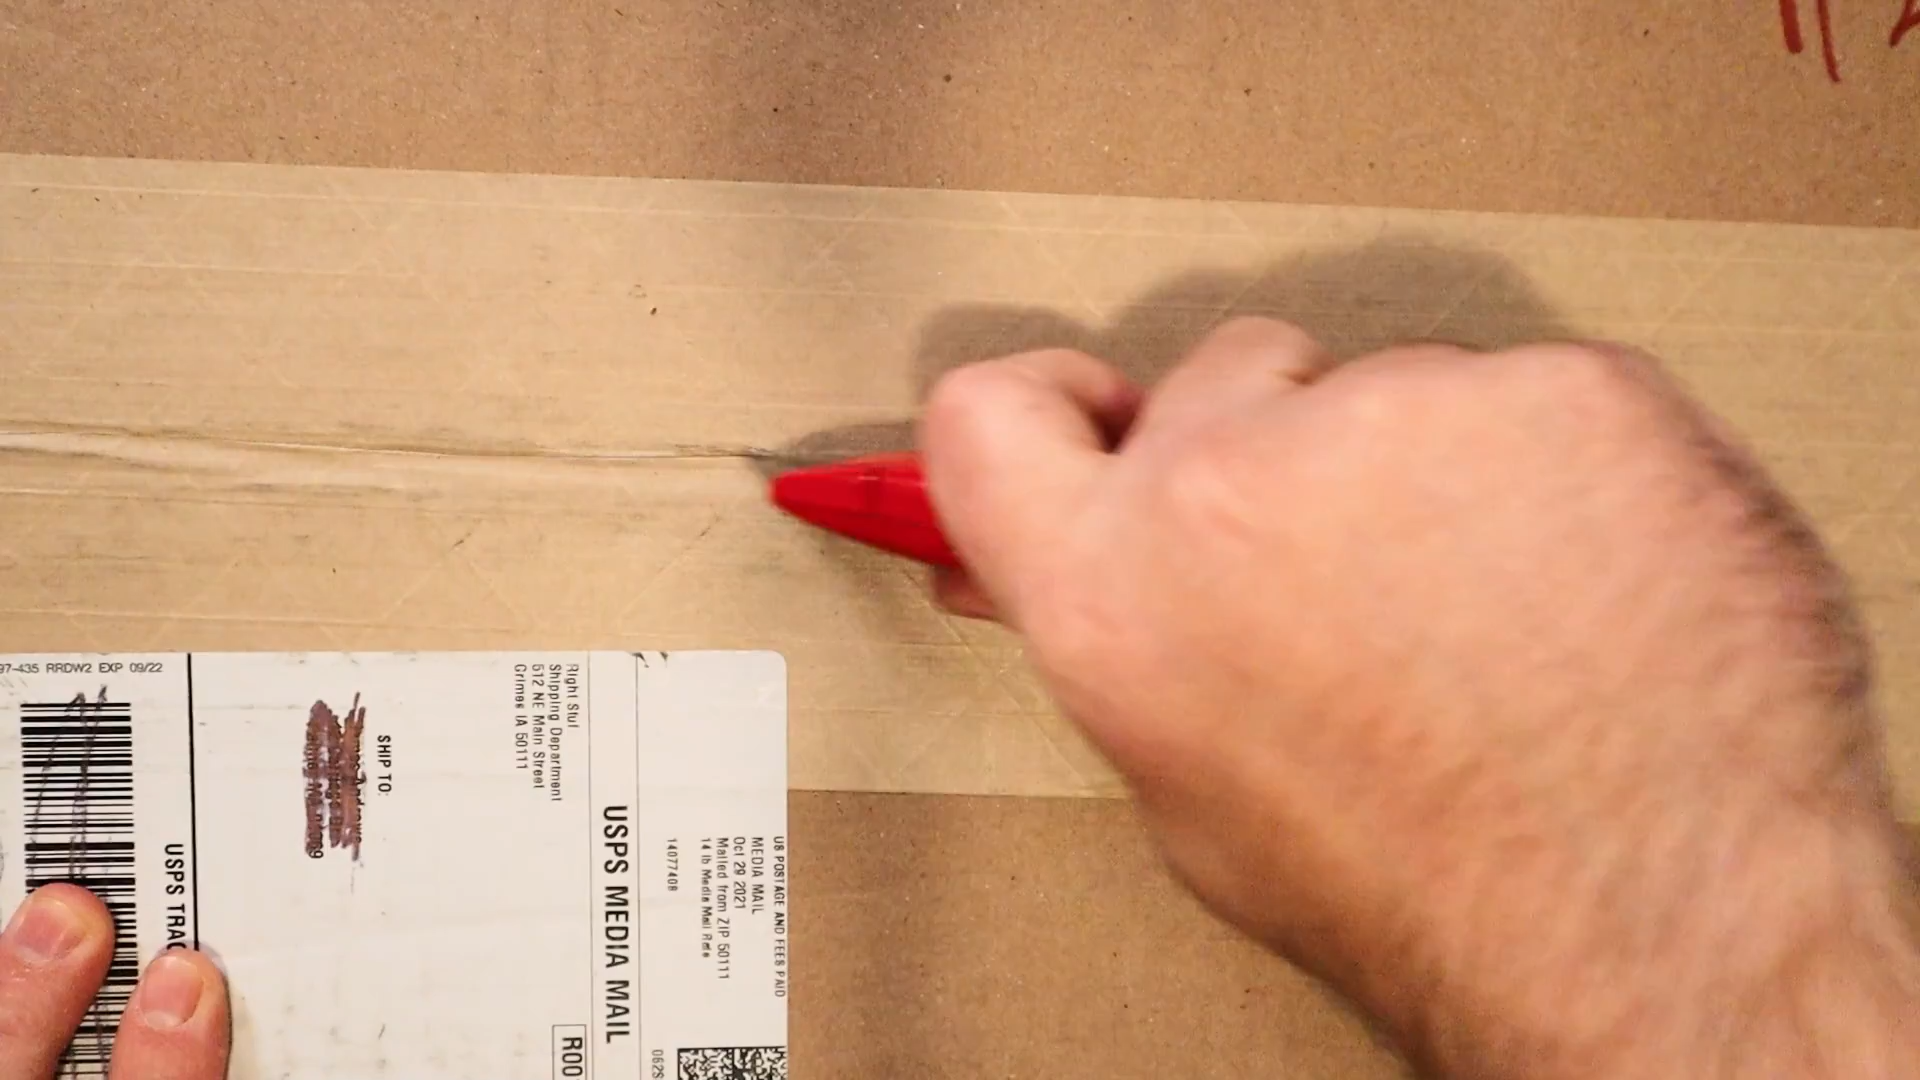 97-435 RRDW2 EXP 09/22
US POSTAGE AND FEES PAID
MEDIA MAIL
Oct 29 2021
Mailed from ZIP 50111
14 lb Media Mail Rate
14077408
062S
USPS MEDIA MAIL
R00
Right Stuf
Shipping Department
512 NE Main Street
Grimes IA 50111
SHIP TO:
USPS TRAC